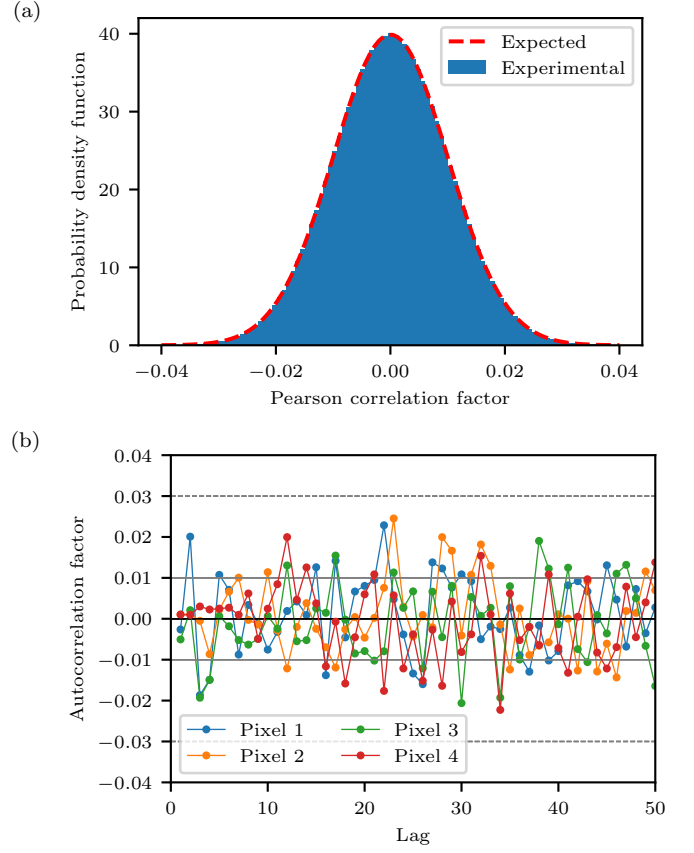 (a)
Probability density function
40
30
20
10
0
Expected
Experimental
−0.04 −0.02 0.00 0.02 0.04
Pearson correlation factor
(b)
Autocorrelation factor
0.04
0.03
0.02
0.01
0.00
−0.01
−0.02
−0.03
−0.04
Pixel 1 Pixel 3
Pixel 2 Pixel 4
0 10 20 30 40 50
Lag